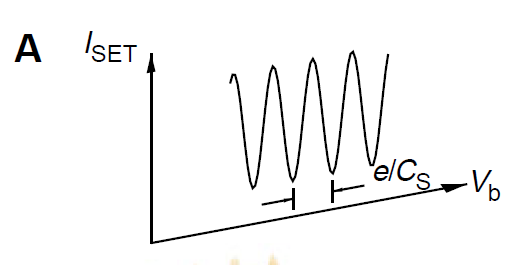 A
I_SET
e/C_S
V_b